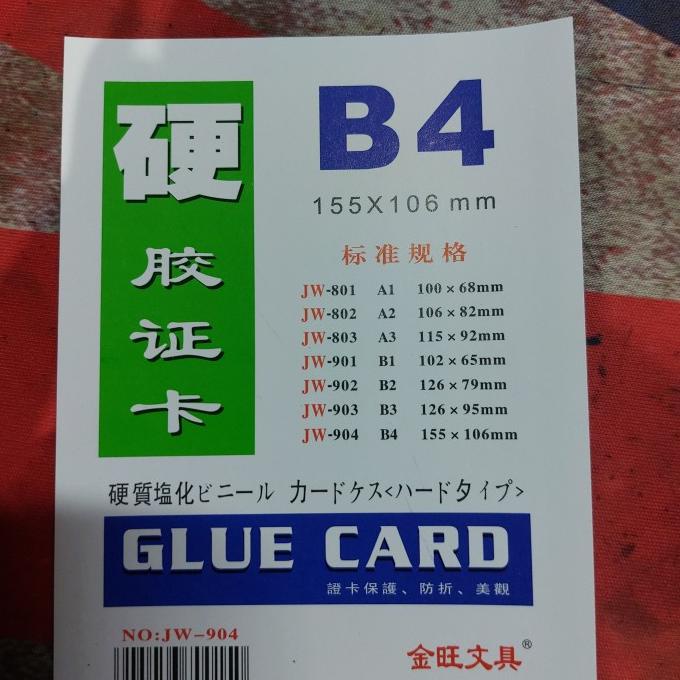 硬
胶
证
卡
B4
155X106 mm
标准规格
JW-801 A1 100×68mm
JW-802 A2 106×82mm
JW-803 A3 115×92mm
JW-901 B1 102×65mm
JW-902 B2 126×79mm
JW-903 B3 126×95mm
JW-904 B4 155×106mm
硬質塩化ビニール カードケス<ハードタイプ>
GLUE CARD
證卡保護、防折、美觀
NO:JW-904
金旺文具®